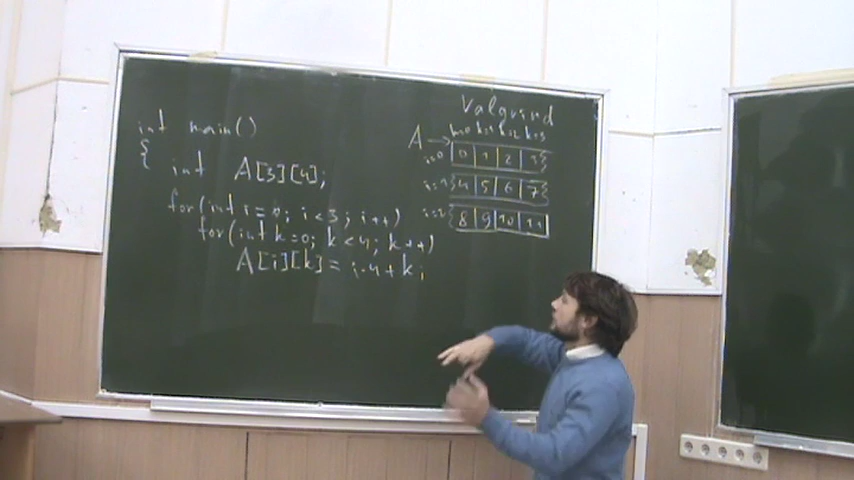 int main()
{
int A[3][4];
for(int i=0; i<3; i++)
for(int k=0; k<4; k++)
A[i][k]= i·4+k;
Valgrind
k=0 k=1 k=2 k=3
A → i=0 {0 1 2 3}
i=1 {4 5 6 7}
i=2 {8 9 10 11